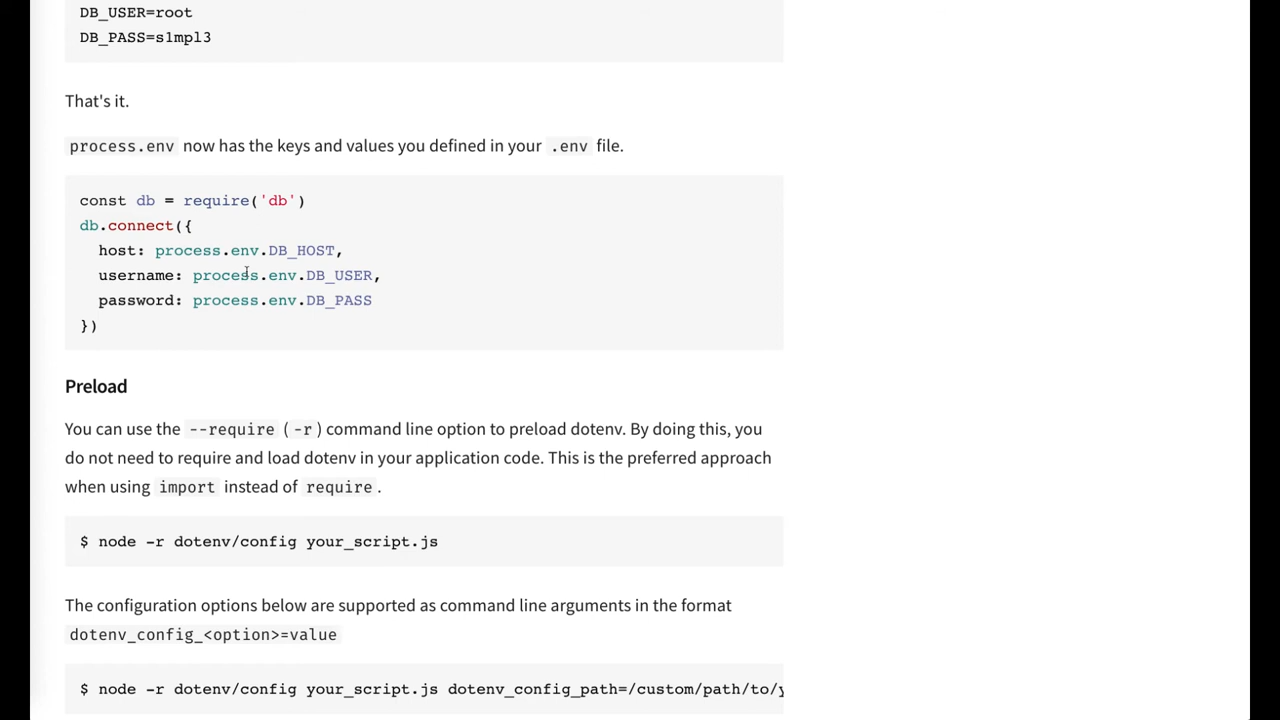 DB_USER=root
DB_PASS=s1mpl3
That's it.
process.env now has the keys and values you defined in your .env file.
const db = require('db')
db.connect({
  host: process.env.DB_HOST,
  username: process.env.DB_USER,
  password: process.env.DB_PASS
})
Preload
You can use the --require (-r) command line option to preload dotenv. By doing this, you
do not need to require and load dotenv in your application code. This is the preferred approach
when using import instead of require.
$ node -r dotenv/config your_script.js
The configuration options below are supported as command line arguments in the format
dotenv_config_<option>=value
$ node -r dotenv/config your_script.js dotenv_config_path=/custom/path/to/y